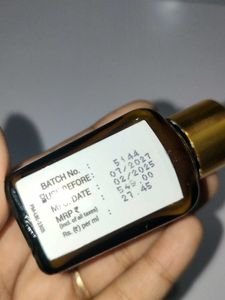 BATCH No. : 5144
USE BEFORE: 07/2027
MFG. DATE : 02/2025
MRP ₹ : 549.00
(Incl. of all taxes)
Rs. (₹) per ml : 27.45